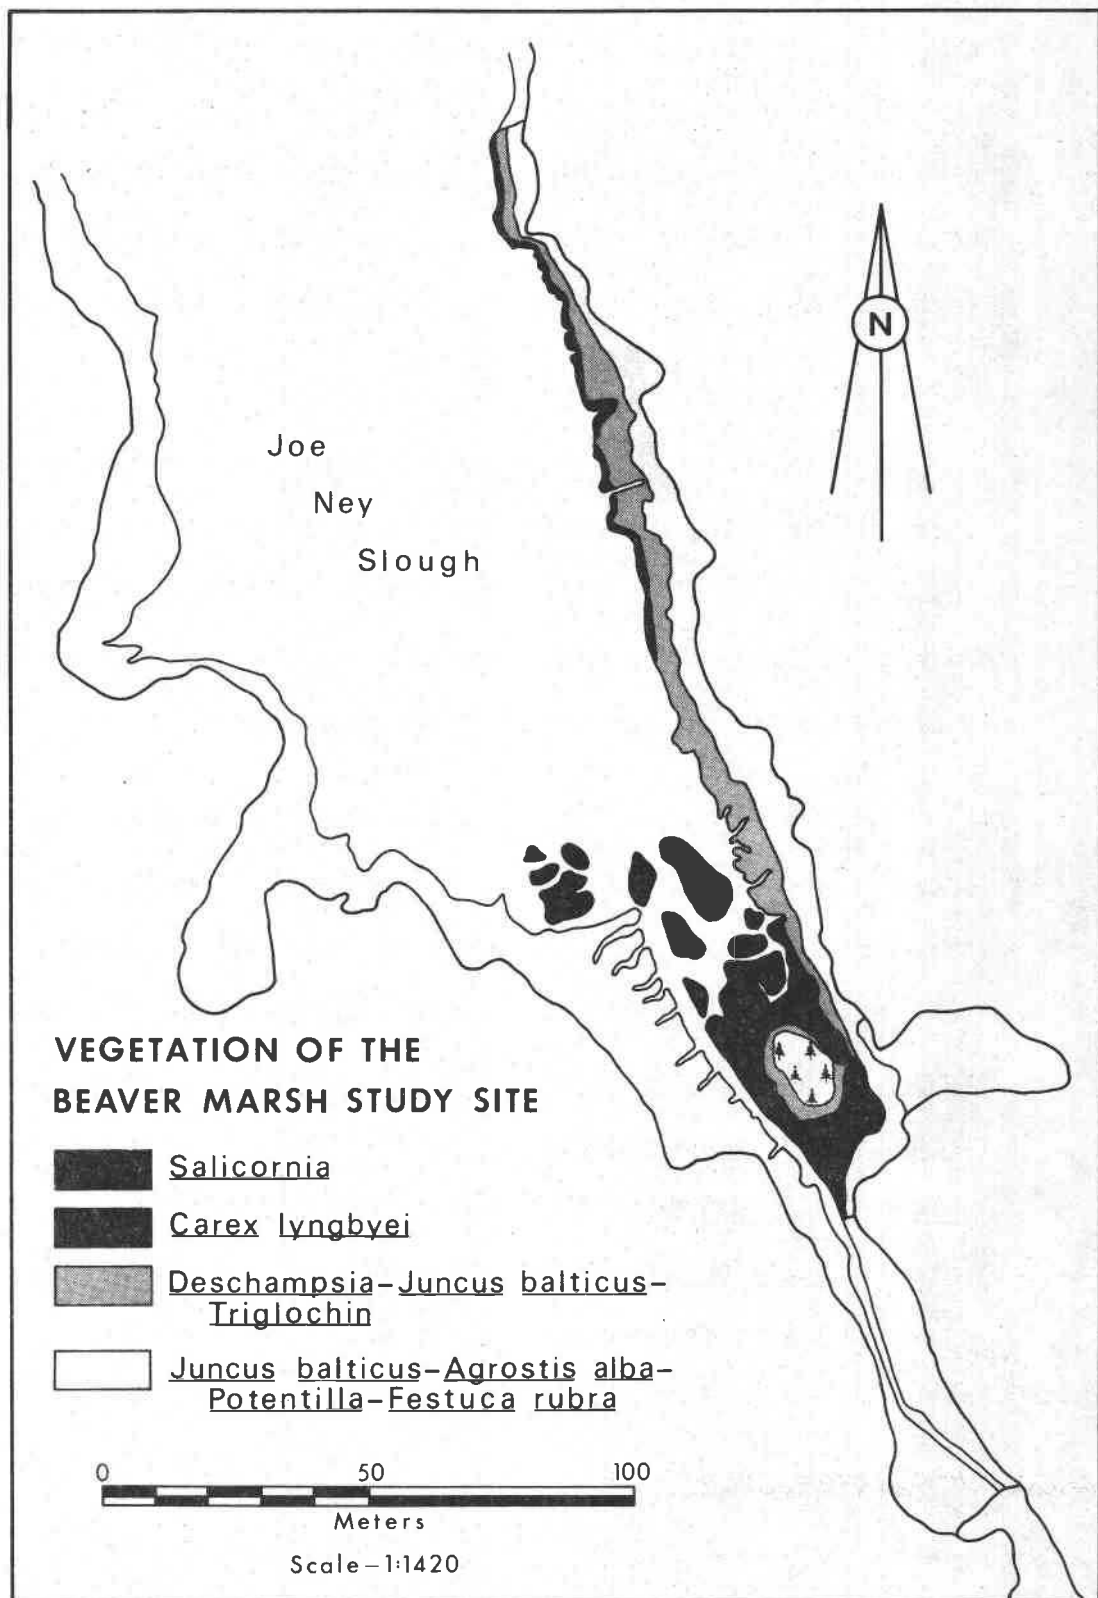 N
Joe
Ney
Slough
VEGETATION OF THE
BEAVER MARSH STUDY SITE
Salicornia
Carex lyngbyei
Deschampsia–Juncus balticus–
Triglochin
Juncus balticus–Agrostis alba–
Potentilla–Festuca rubra
0 50 100
Meters
Scale–1:1420